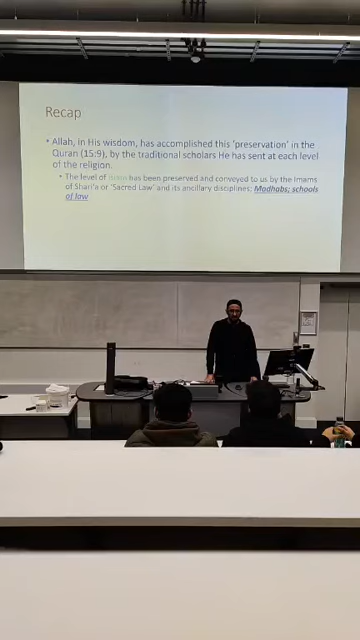 Recap
• Allah, in His wisdom, has accomplished this 'preservation' in the
Quran (15:9), by the traditional scholars He has sent at each level
of the religion.
• The level of Islam has been preserved and conveyed to us by the Imams
of Shari'a or 'Sacred Law' and its ancillary disciplines; Madhabs; schools
of law